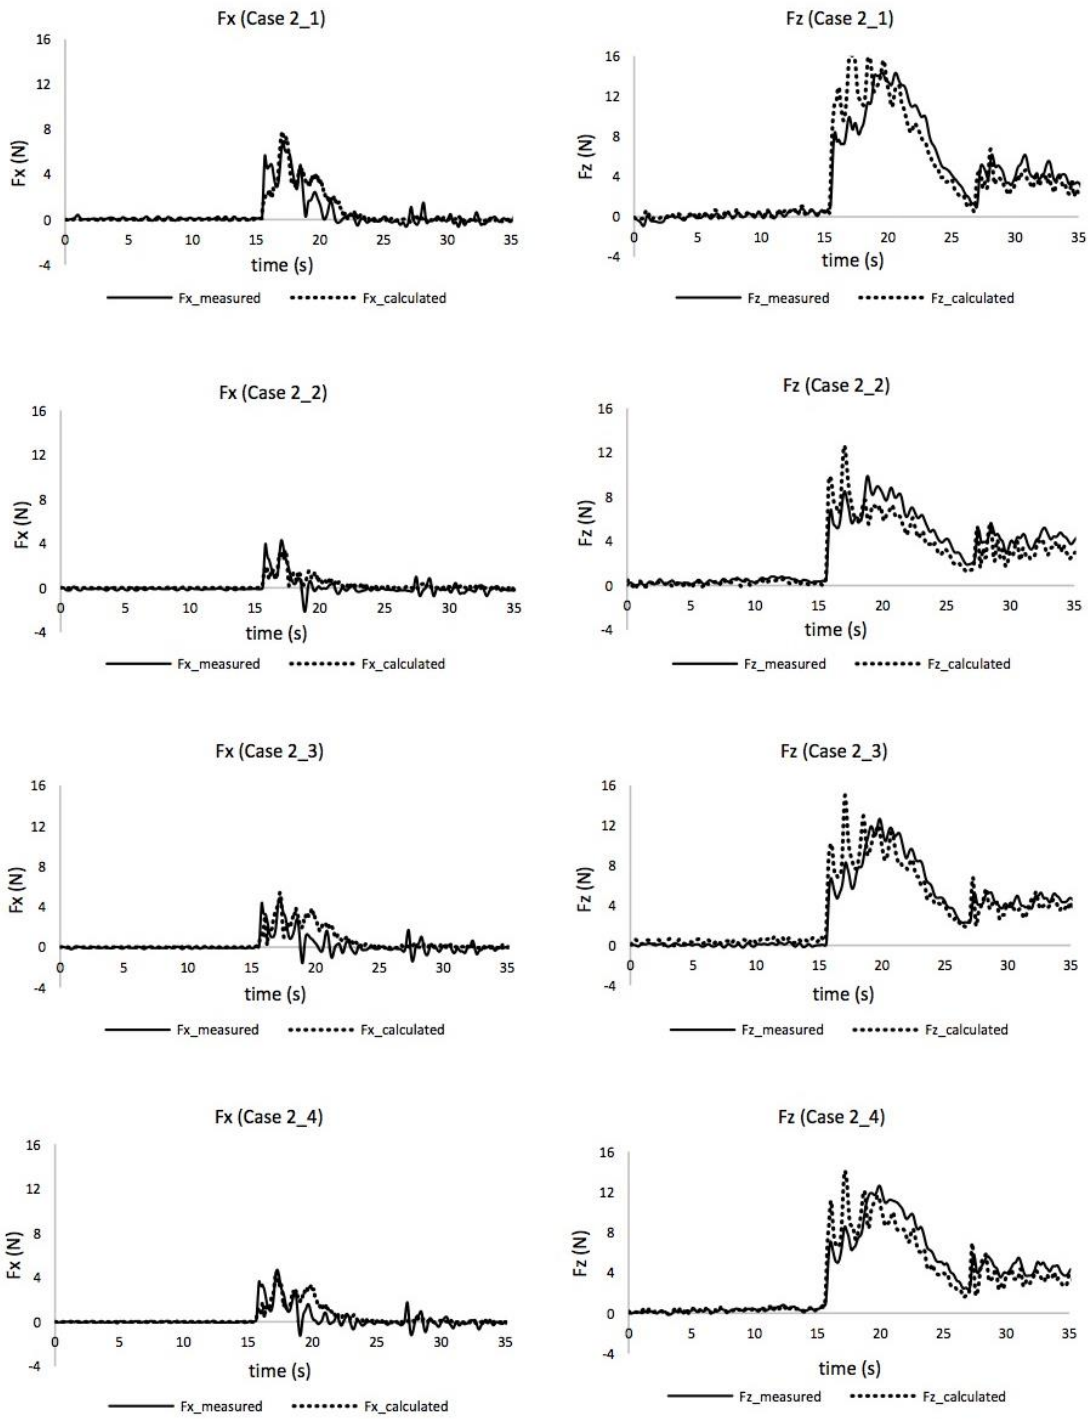 Fx (Case 2_1)
16
12
8
4
0
-4
Fx (N)
0 5 10 15 20 25 30 35
time (s)
Fx_measured Fx_calculated
Fz (Case 2_1)
16
12
8
4
0
-4
Fz (N)
0 5 10 15 20 25 30 35
time (s)
Fz_measured Fz_calculated
Fx (Case 2_2)
16
12
8
4
0
-4
Fx (N)
0 5 10 15 20 25 30 35
time (s)
Fx_measured Fx_calculated
Fz (Case 2_2)
16
12
8
4
0
-4
Fz (N)
0 5 10 15 20 25 30 35
time (s)
Fz_measured Fz_calculated
Fx (Case 2_3)
16
12
8
4
0
-4
Fx (N)
0 5 10 15 20 25 30 35
time (s)
Fx_measured Fx_calculated
Fz (Case 2_3)
16
12
8
4
0
-4
Fz (N)
0 5 10 15 20 25 30 35
time (s)
Fz_measured Fz_calculated
Fx (Case 2_4)
16
12
8
4
0
-4
Fx (N)
0 5 10 15 20 25 30 35
time (s)
Fx_measured Fx_calculated
Fz (Case 2_4)
16
12
8
4
0
-4
Fz (N)
0 5 10 15 20 25 30 35
time (s)
Fz_measured Fz_calculated